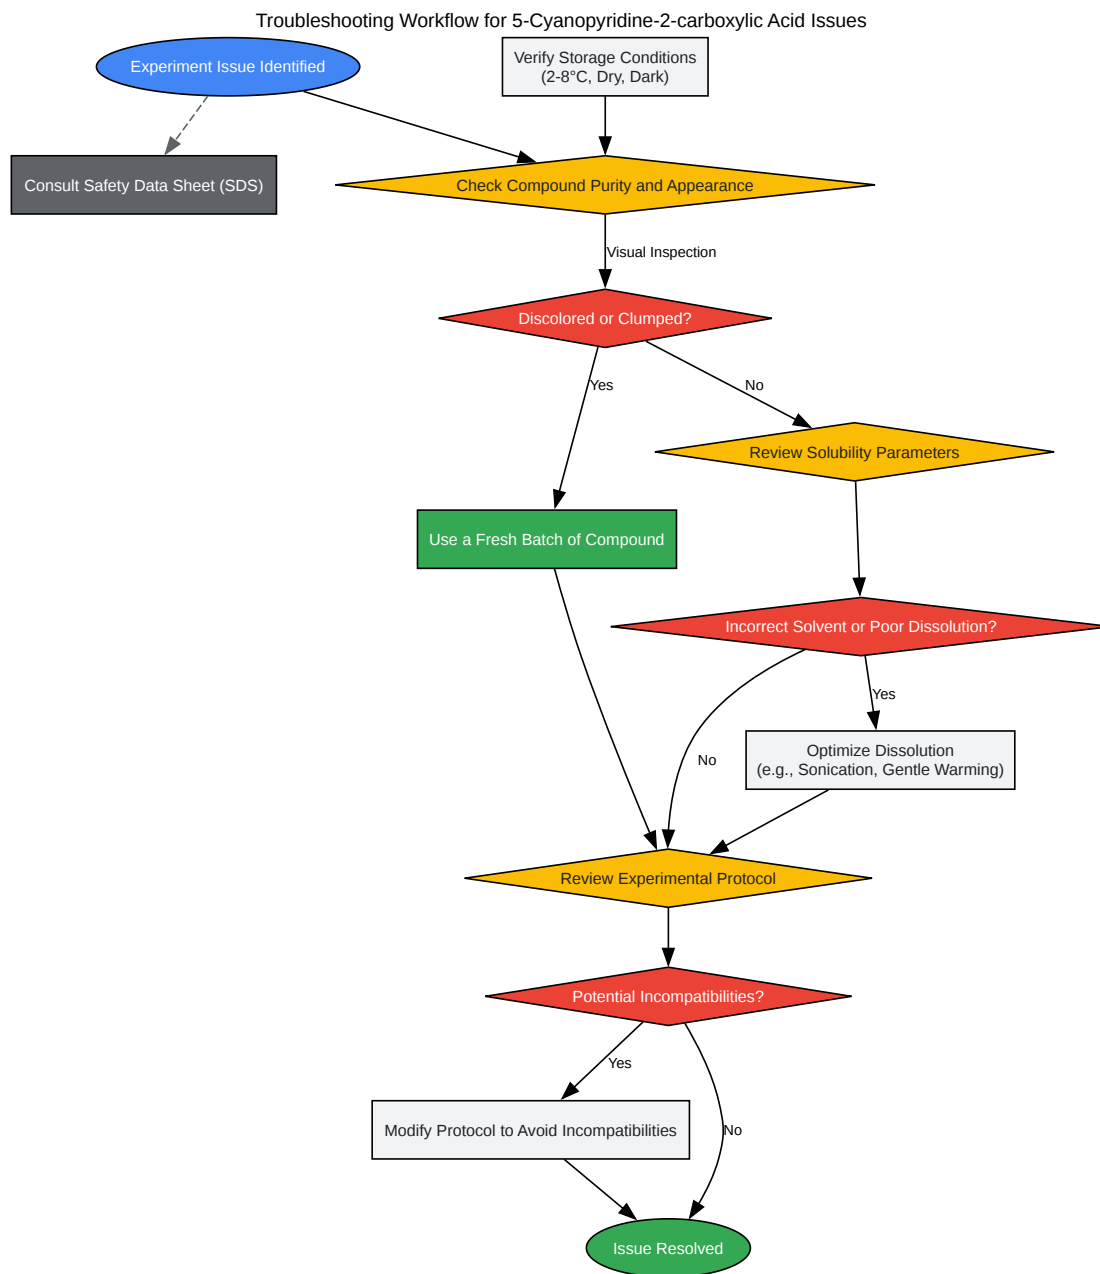 Troubleshooting Workflow for 5-Cyanopyridine-2-carboxylic Acid Issues
Experiment Issue Identified
Verify Storage Conditions
(2-8°C, Dry, Dark)
Consult Safety Data Sheet (SDS)
Check Compound Purity and Appearance
Visual Inspection
Discolored or Clumped?
Yes
No
Review Solubility Parameters
Use a Fresh Batch of Compound
Incorrect Solvent or Poor Dissolution?
Yes
No
Optimize Dissolution
(e.g., Sonication, Gentle Warming)
Review Experimental Protocol
Potential Incompatibilities?
Yes
Modify Protocol to Avoid Incompatibilities
No
Issue Resolved